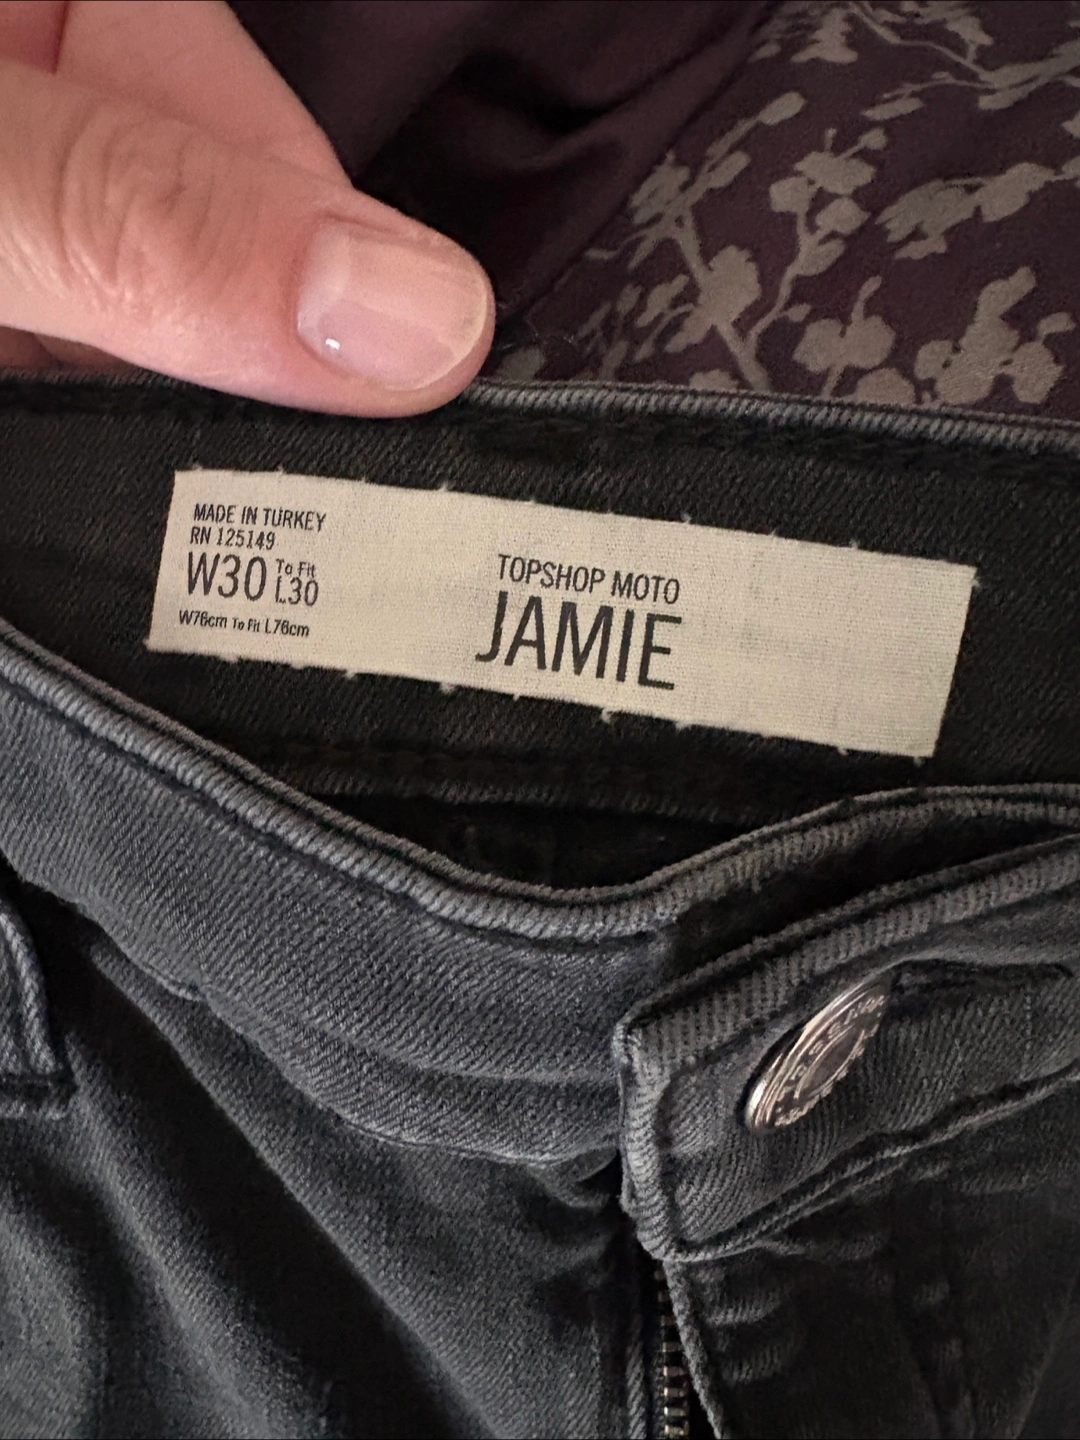 MADE IN TURKEY
RN 125149
W30 To Fit L30
W76cm To Fit L76cm
TOPSHOP MOTO
JAMIE